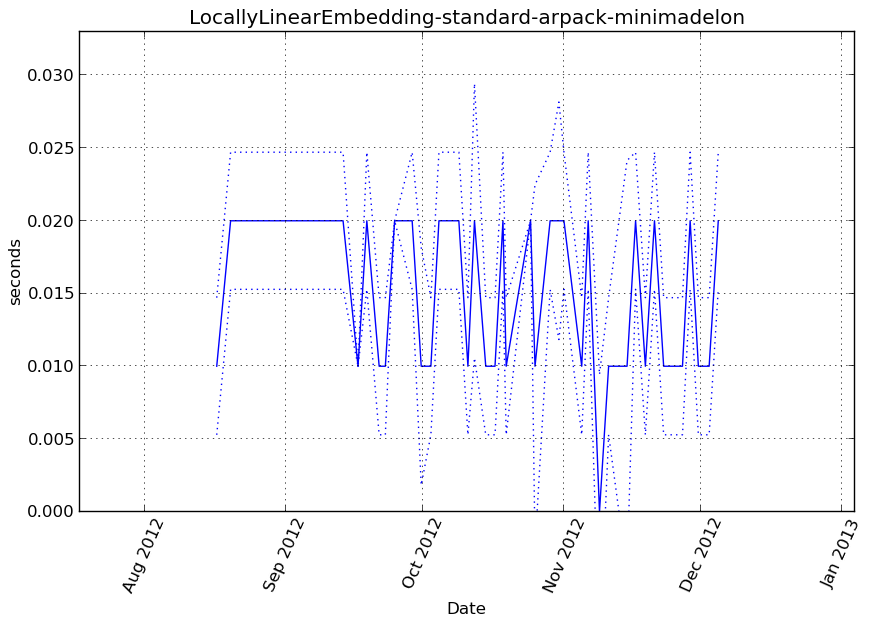 LocallyLinearEmbedding-standard-arpack-minimadelon
0.030
0.025
0.020
0.015
0.010
0.005
0.000
seconds
Aug 2012
Sep 2012
Oct 2012
Nov 2012
Dec 2012
Jan 2013
Date